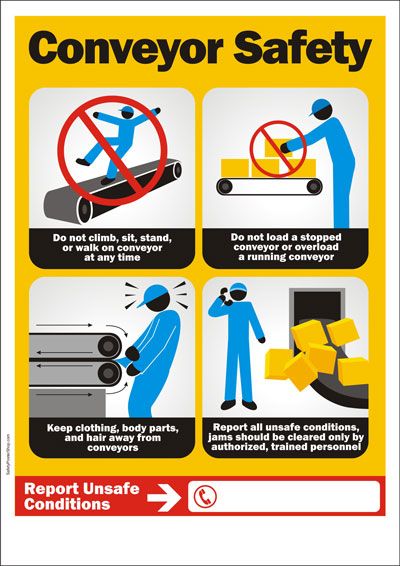 Conveyor Safety
Do not climb, sit, stand,
or walk on conveyor
at any time
Do not load a stopped
conveyor or overload
a running conveyor
Keep clothing, body parts,
and hair away from
conveyors
Report all unsafe conditions,
jams should be cleared only by
authorized, trained personnel
SafetyPosterShop.com
Report Unsafe
Conditions